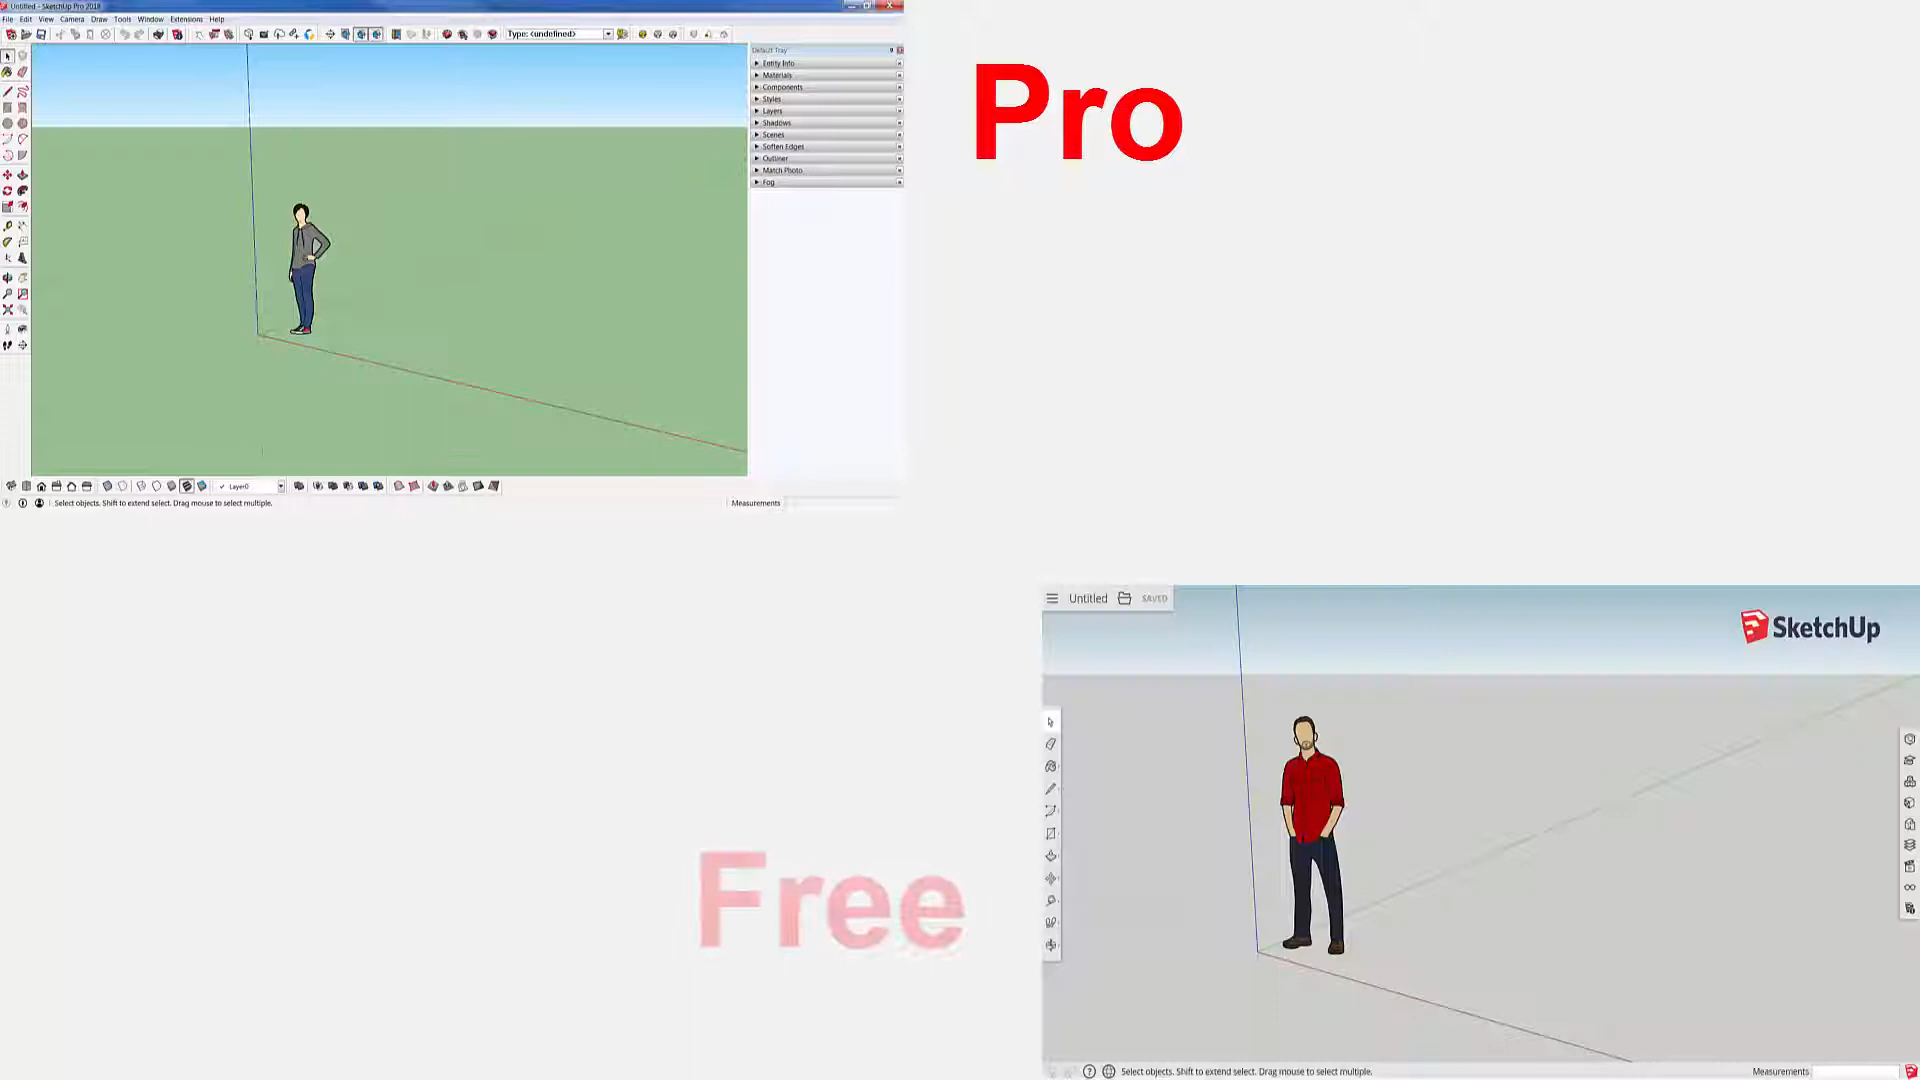 Untitled - SketchUp Pro 2018
File Edit View Camera Draw Tools Window Extensions Help
Type: <undefined>
Default Tray
Entity Info
Materials
Components
Styles
Layers
Shadows
Scenes
Soften Edges
Outliner
Match Photo
Fog
Pro
Layer0
Select objects. Shift to extend select. Drag mouse to select multiple.
Measurements
Untitled SAVED
SketchUp
Free
Select objects. Shift to extend select. Drag mouse to select multiple.
Measurements